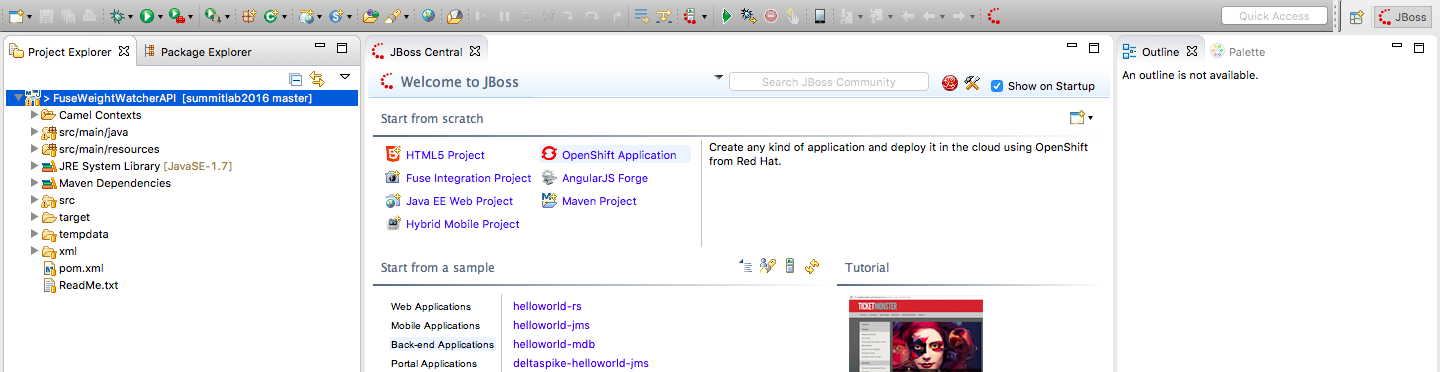 Quick Access
JBoss
Project Explorer
Package Explorer
> FuseWeightWatcherAPI [summitlab2016 master]
Camel Contexts
src/main/java
src/main/resources
JRE System Library [JavaSE-1.7]
Maven Dependencies
src
target
tempdata
xml
pom.xml
ReadMe.txt
JBoss Central
Welcome to JBoss
Search JBoss Community
Show on Startup
Start from scratch
HTML5 Project
OpenShift Application
Fuse Integration Project
AngularJS Forge
Java EE Web Project
Maven Project
Hybrid Mobile Project
Create any kind of application and deploy it in the cloud using OpenShift
from Red Hat.
Start from a sample
Web Applications
helloworld-rs
Mobile Applications
helloworld-jms
Back-end Applications
helloworld-mdb
Portal Applications
deltaspike-helloworld-jms
Tutorial
TICKETMONSTER
Outline
Palette
An outline is not available.